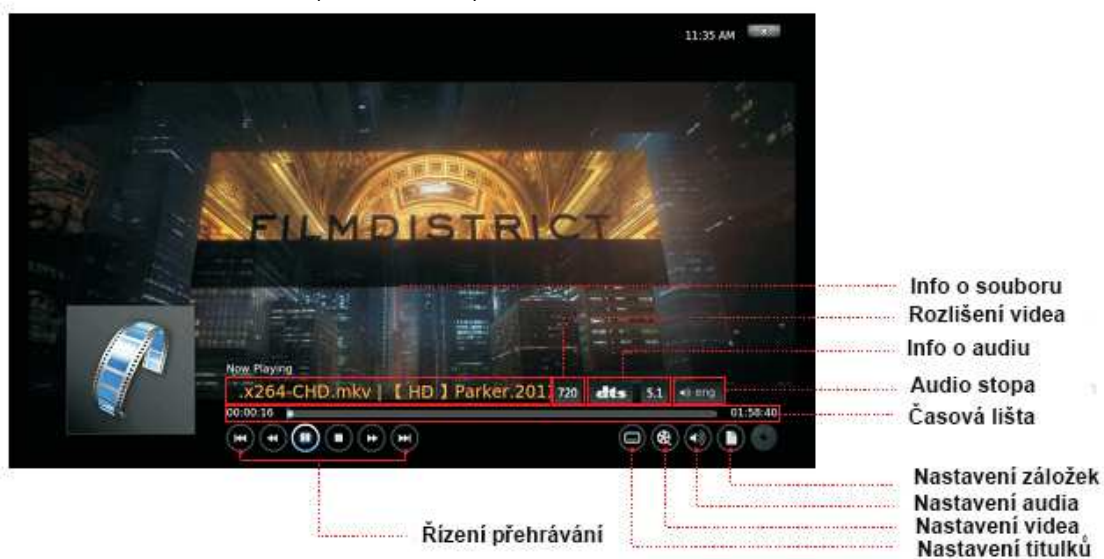 11:35 AM
FILMDISTRICT
Info o souboru
Rozlišení videa
Info o audiu
Now Playing
.x264-CHD.mkv | 【 HD 】Parker.201
720
dts
5.1
eng
Audio stopa
00:00:16
01:58:40
Časová lišta
Nastavení záložek
Nastavení audia
Nastavení videa
Nastavení titulků
Řízení přehrávání